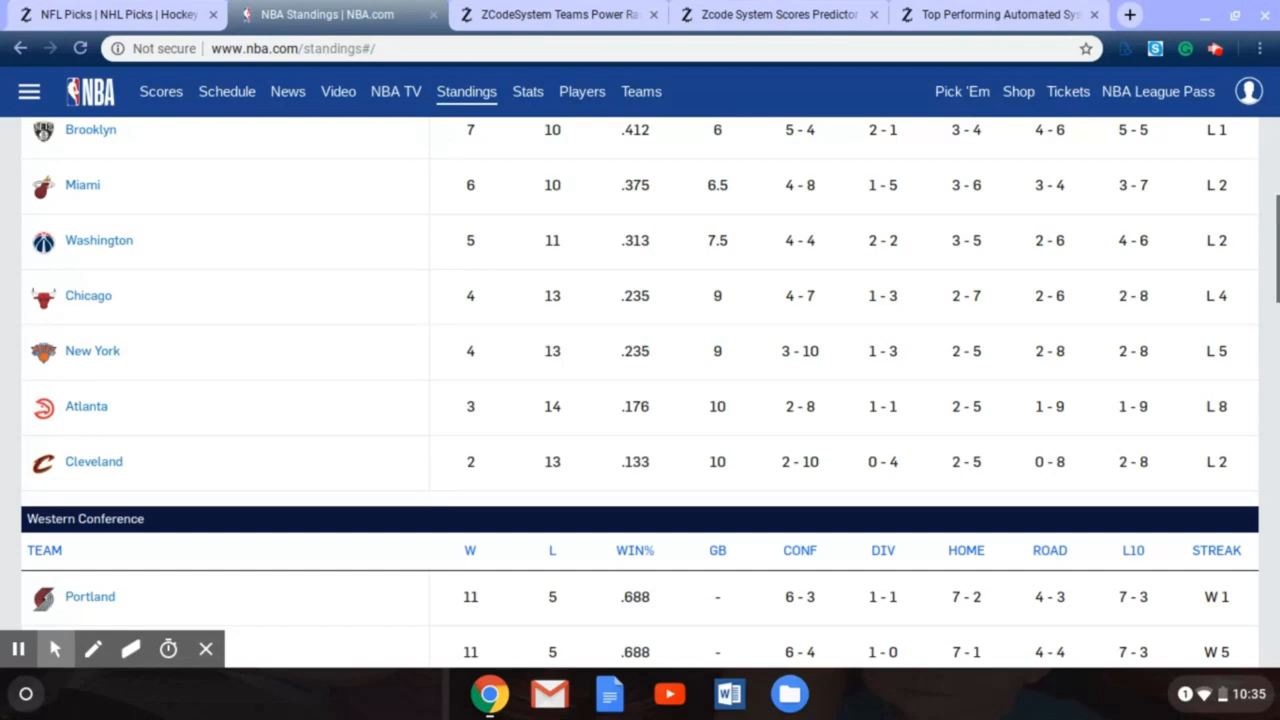 NFL Picks | NHL Picks | Hockey NBA Standings | NBA.com ZCodeSystem Teams Power Ra Zcode System Scores Predictor Top Performing Automated Sys
Not secure | www.nba.com/standings#/
NBA Scores Schedule News Video NBA TV Standings Stats Players Teams Pick 'Em Shop Tickets NBA League Pass
Brooklyn 7 10 .412 6 5 - 4 2 - 1 3 - 4 4 - 6 5 - 5 L 1
Miami 6 10 .375 6.5 4 - 8 1 - 5 3 - 6 3 - 4 3 - 7 L 2
Washington 5 11 .313 7.5 4 - 4 2 - 2 3 - 5 2 - 6 4 - 6 L 2
Chicago 4 13 .235 9 4 - 7 1 - 3 2 - 7 2 - 6 2 - 8 L 4
New York 4 13 .235 9 3 - 10 1 - 3 2 - 5 2 - 8 2 - 8 L 5
Atlanta 3 14 .176 10 2 - 8 1 - 1 2 - 5 1 - 9 1 - 9 L 8
Cleveland 2 13 .133 10 2 - 10 0 - 4 2 - 5 0 - 8 2 - 8 L 2
Western Conference
TEAM W L WIN% GB CONF DIV HOME ROAD L10 STREAK
Portland 11 5 .688 - 6 - 3 1 - 1 7 - 2 4 - 3 7 - 3 W 1
11 5 .688 - 6 - 4 1 - 0 7 - 1 4 - 4 7 - 3 W 5
1 10:35